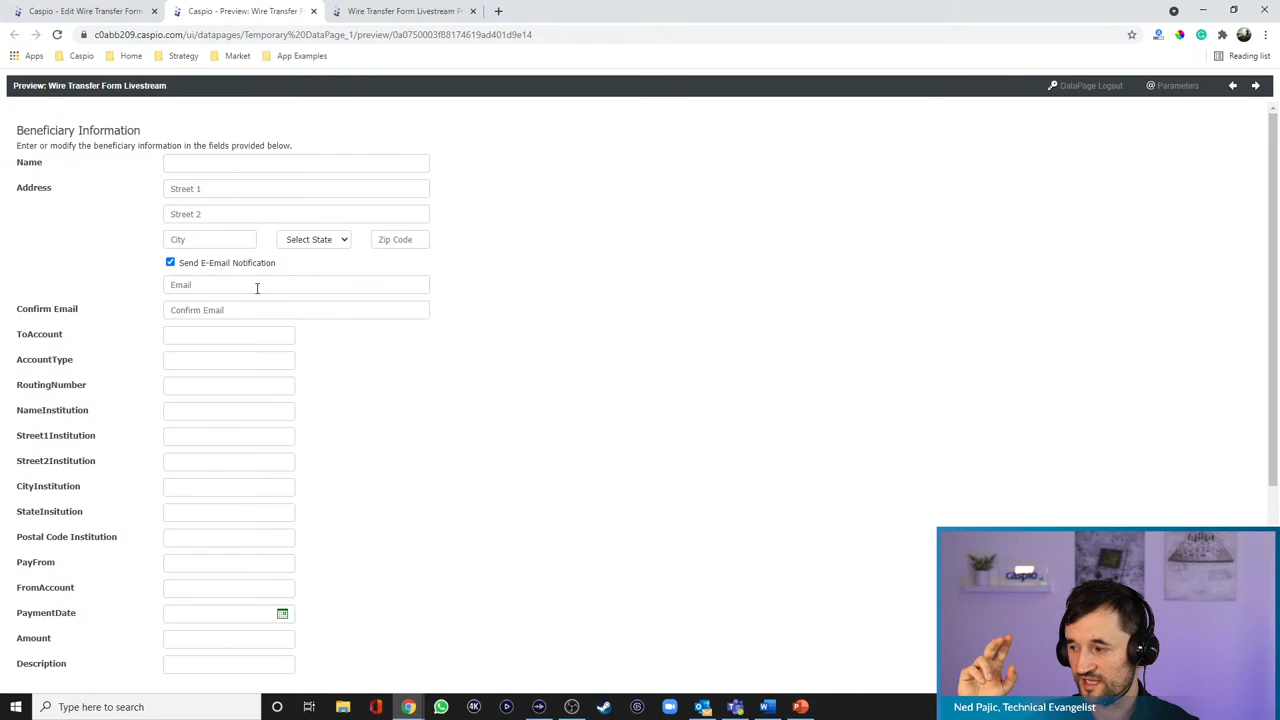 Caspio - Edit Wire Transfer Form
Caspio - Preview: Wire Transfer F
Wire Transfer Form Livestream P
c0abb209.caspio.com/ui/datapages/Temporary%20DataPage_1/preview/0a0750003f88174619ad401d9e14
Apps
Caspio
Home
Strategy
Market
App Examples
Reading list
Preview: Wire Transfer Form Livestream
DataPage Logout
@ Parameters
Beneficiary Information
Enter or modify the beneficiary information in the fields provided below.
Name
Address
Street 1
Street 2
City
Select State
Zip Code
Send E-Email Notification
Email
Confirm Email
Confirm Email
ToAccount
AccountType
RoutingNumber
NameInstitution
Street1Institution
Street2Institution
CityInstitution
StateInsitution
Postal Code Institution
PayFrom
FromAccount
PaymentDate
Amount
Description
caspio
Ned Pajic, Technical Evangelist
Type here to search
4K